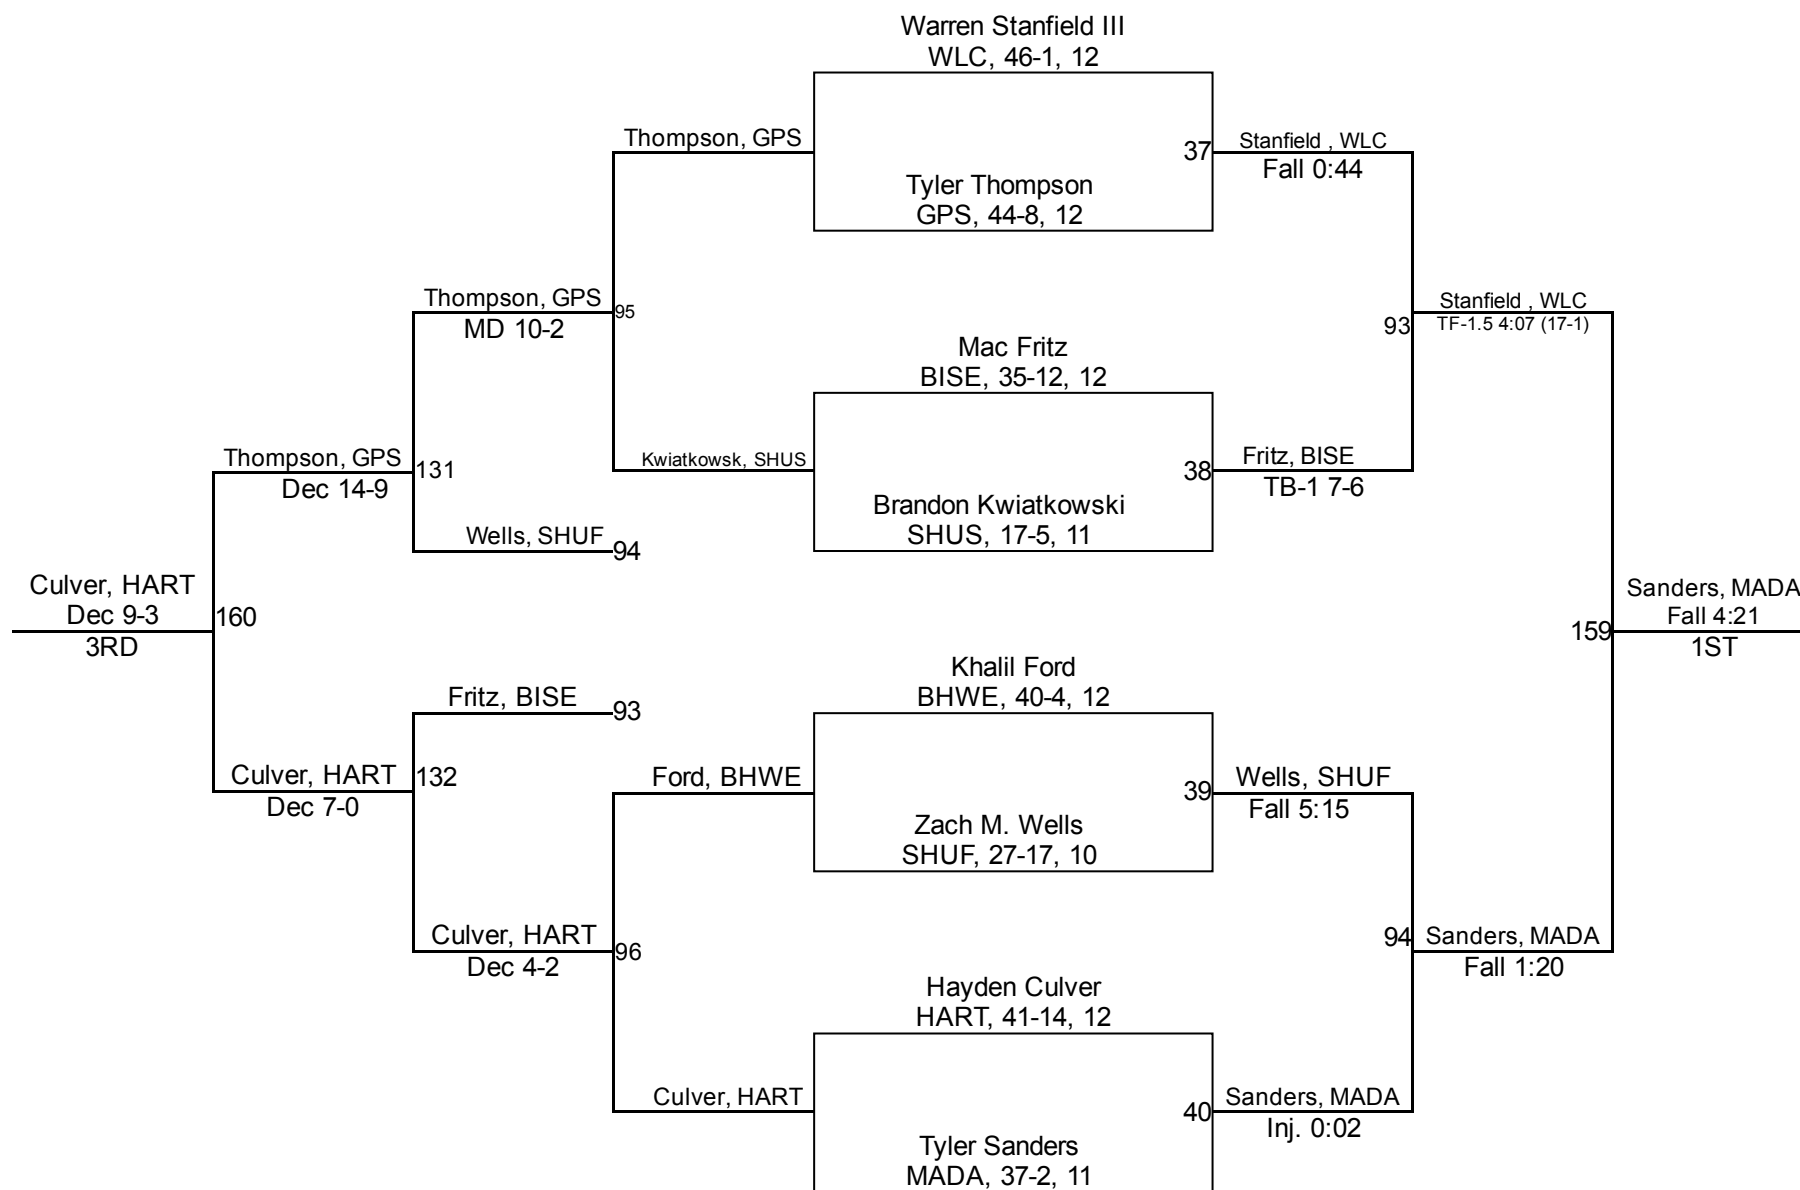 Warren Stanfield III
WLC, 46-1, 12
Thompson, GPS
37
Stanfield , WLC
Fall 0:44
Tyler Thompson
GPS, 44-8, 12
Thompson, GPS
MD 10-2
95
Stanfield , WLC
TF-1.5 4:07 (17-1)
93
Mac Fritz
BISE, 35-12, 12
Thompson, GPS
Dec 14-9
131
Kwiatkowsk, SHUS
38
Fritz, BISE
TB-1 7-6
Brandon Kwiatkowski
SHUS, 17-5, 11
Wells, SHUF
94
Culver, HART
Dec 9-3
3RD
160
159
Sanders, MADA
Fall 4:21
1ST
Khalil Ford
BHWE, 40-4, 12
Fritz, BISE
93
Culver, HART
Dec 7-0
132
Ford, BHWE
39
Wells, SHUF
Fall 5:15
Zach M. Wells
SHUF, 27-17, 10
Culver, HART
Dec 4-2
96
94
Sanders, MADA
Fall 1:20
Hayden Culver
HART, 41-14, 12
Culver, HART
40
Sanders, MADA
Inj. 0:02
Tyler Sanders
MADA, 37-2, 11